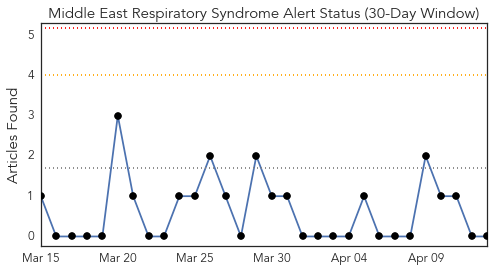 Middle East Respiratory Syndrome Alert Status (30-Day Window)
Articles Found
5
4
3
2
1
0
Mar 15 Mar 20 Mar 25 Mar 30 Apr 04 Apr 09